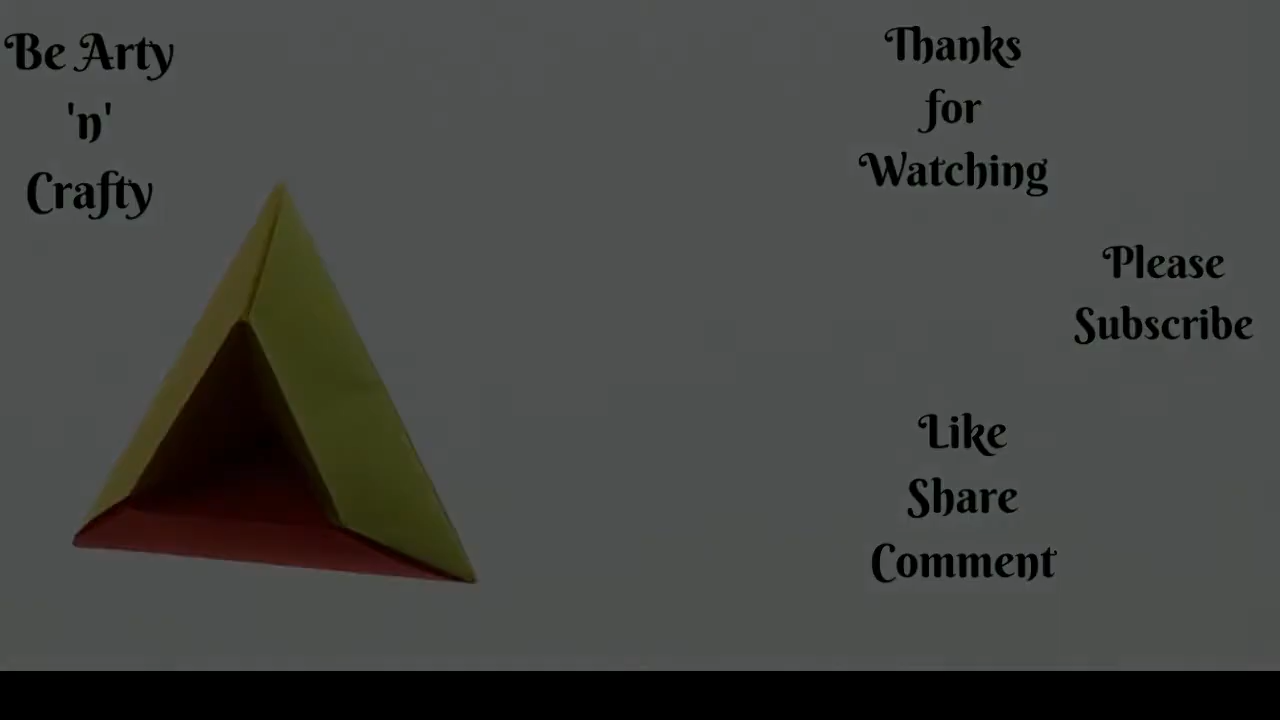 Be Arty
'n'
Crafty
Thanks
for
Watching
Please
Subscribe
Like
Share
Comment